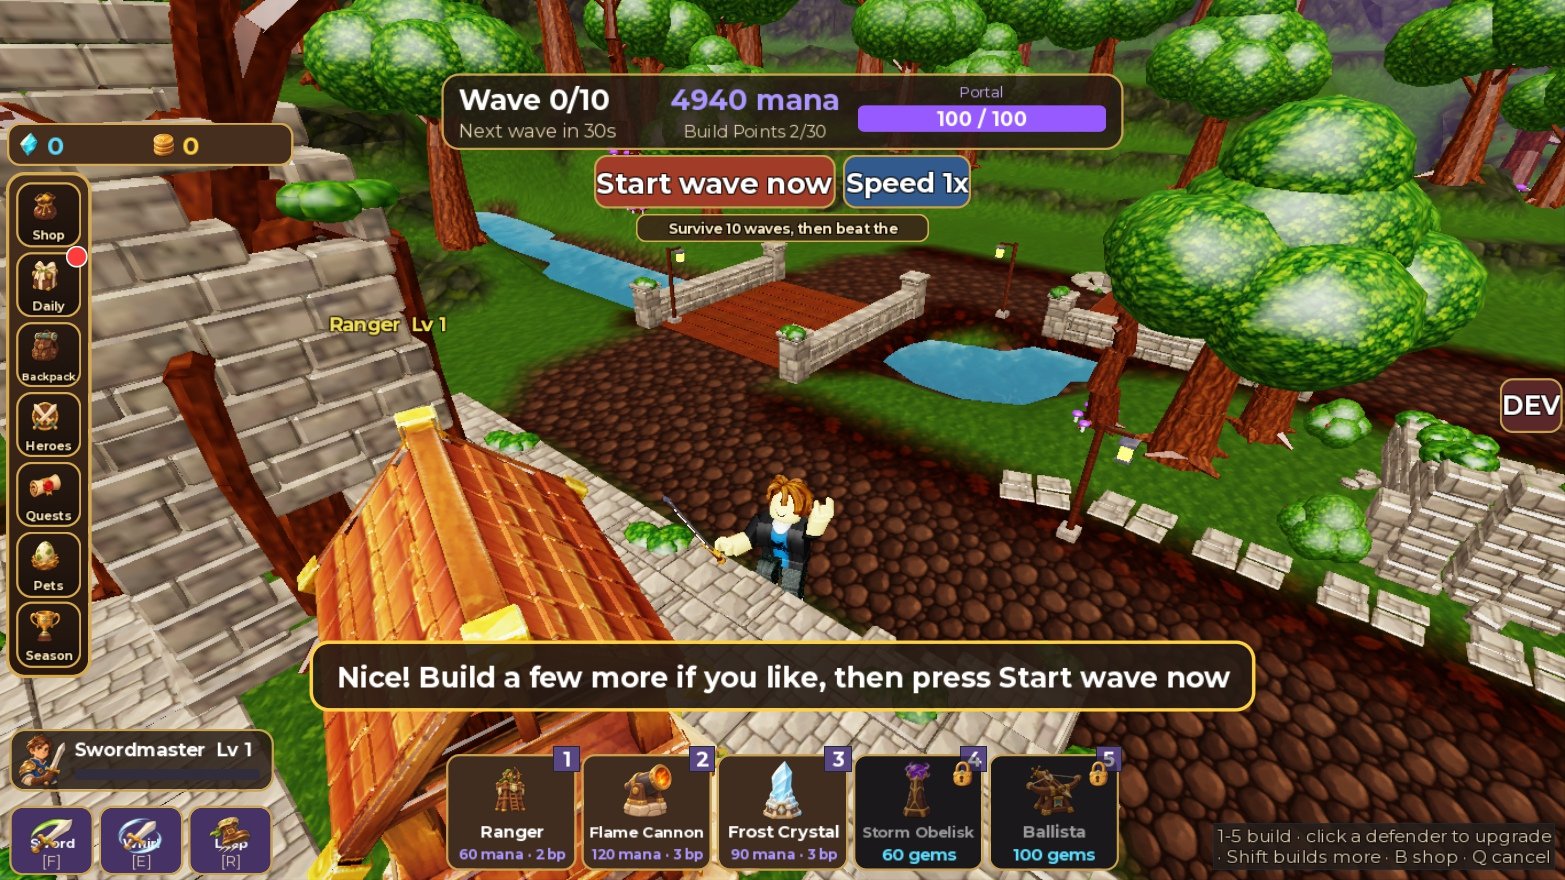 Wave 0/10
Next wave in 30s
4940 mana
Build Points 2/30
Portal
100 / 100
Start wave now
Speed 1x
Survive 10 waves, then beat the
0
0
Shop
Daily
Backpack
Heroes
Quests
Pets
Season
Ranger Lv 1
DEV
Nice! Build a few more if you like, then press Start wave now
Swordmaster Lv 1
Sword
[F]
Whirl
[E]
Leap
[R]
1
Ranger
60 mana · 2 bp
2
Flame Cannon
120 mana · 3 bp
3
Frost Crystal
90 mana · 3 bp
4
Storm Obelisk
60 gems
5
Ballista
100 gems
1-5 build · click a defender to upgrade
· Shift builds more · B shop · Q cancel